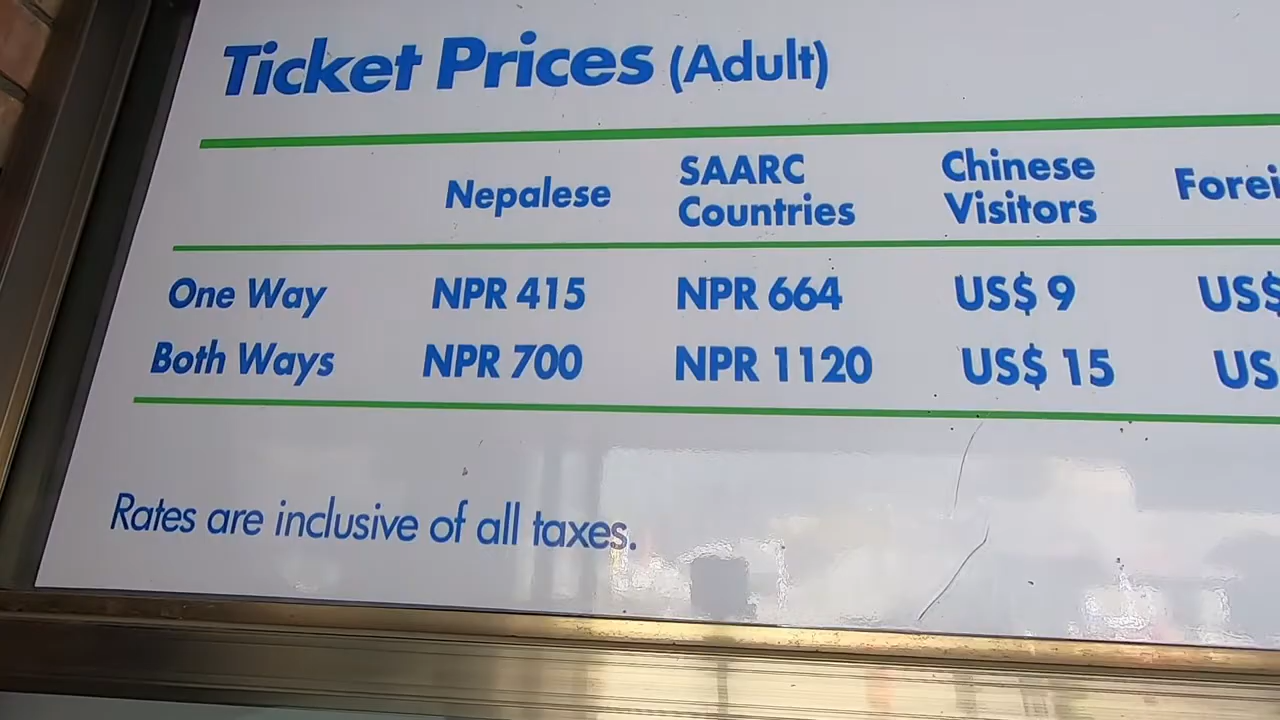 Ticket Prices (Adult)
Nepalese SAARC Countries Chinese Visitors
One Way NPR 415 NPR 664 US$ 9 US$
Both Ways NPR 700 NPR 1120 US$ 15
Rates are inclusive of all taxes.